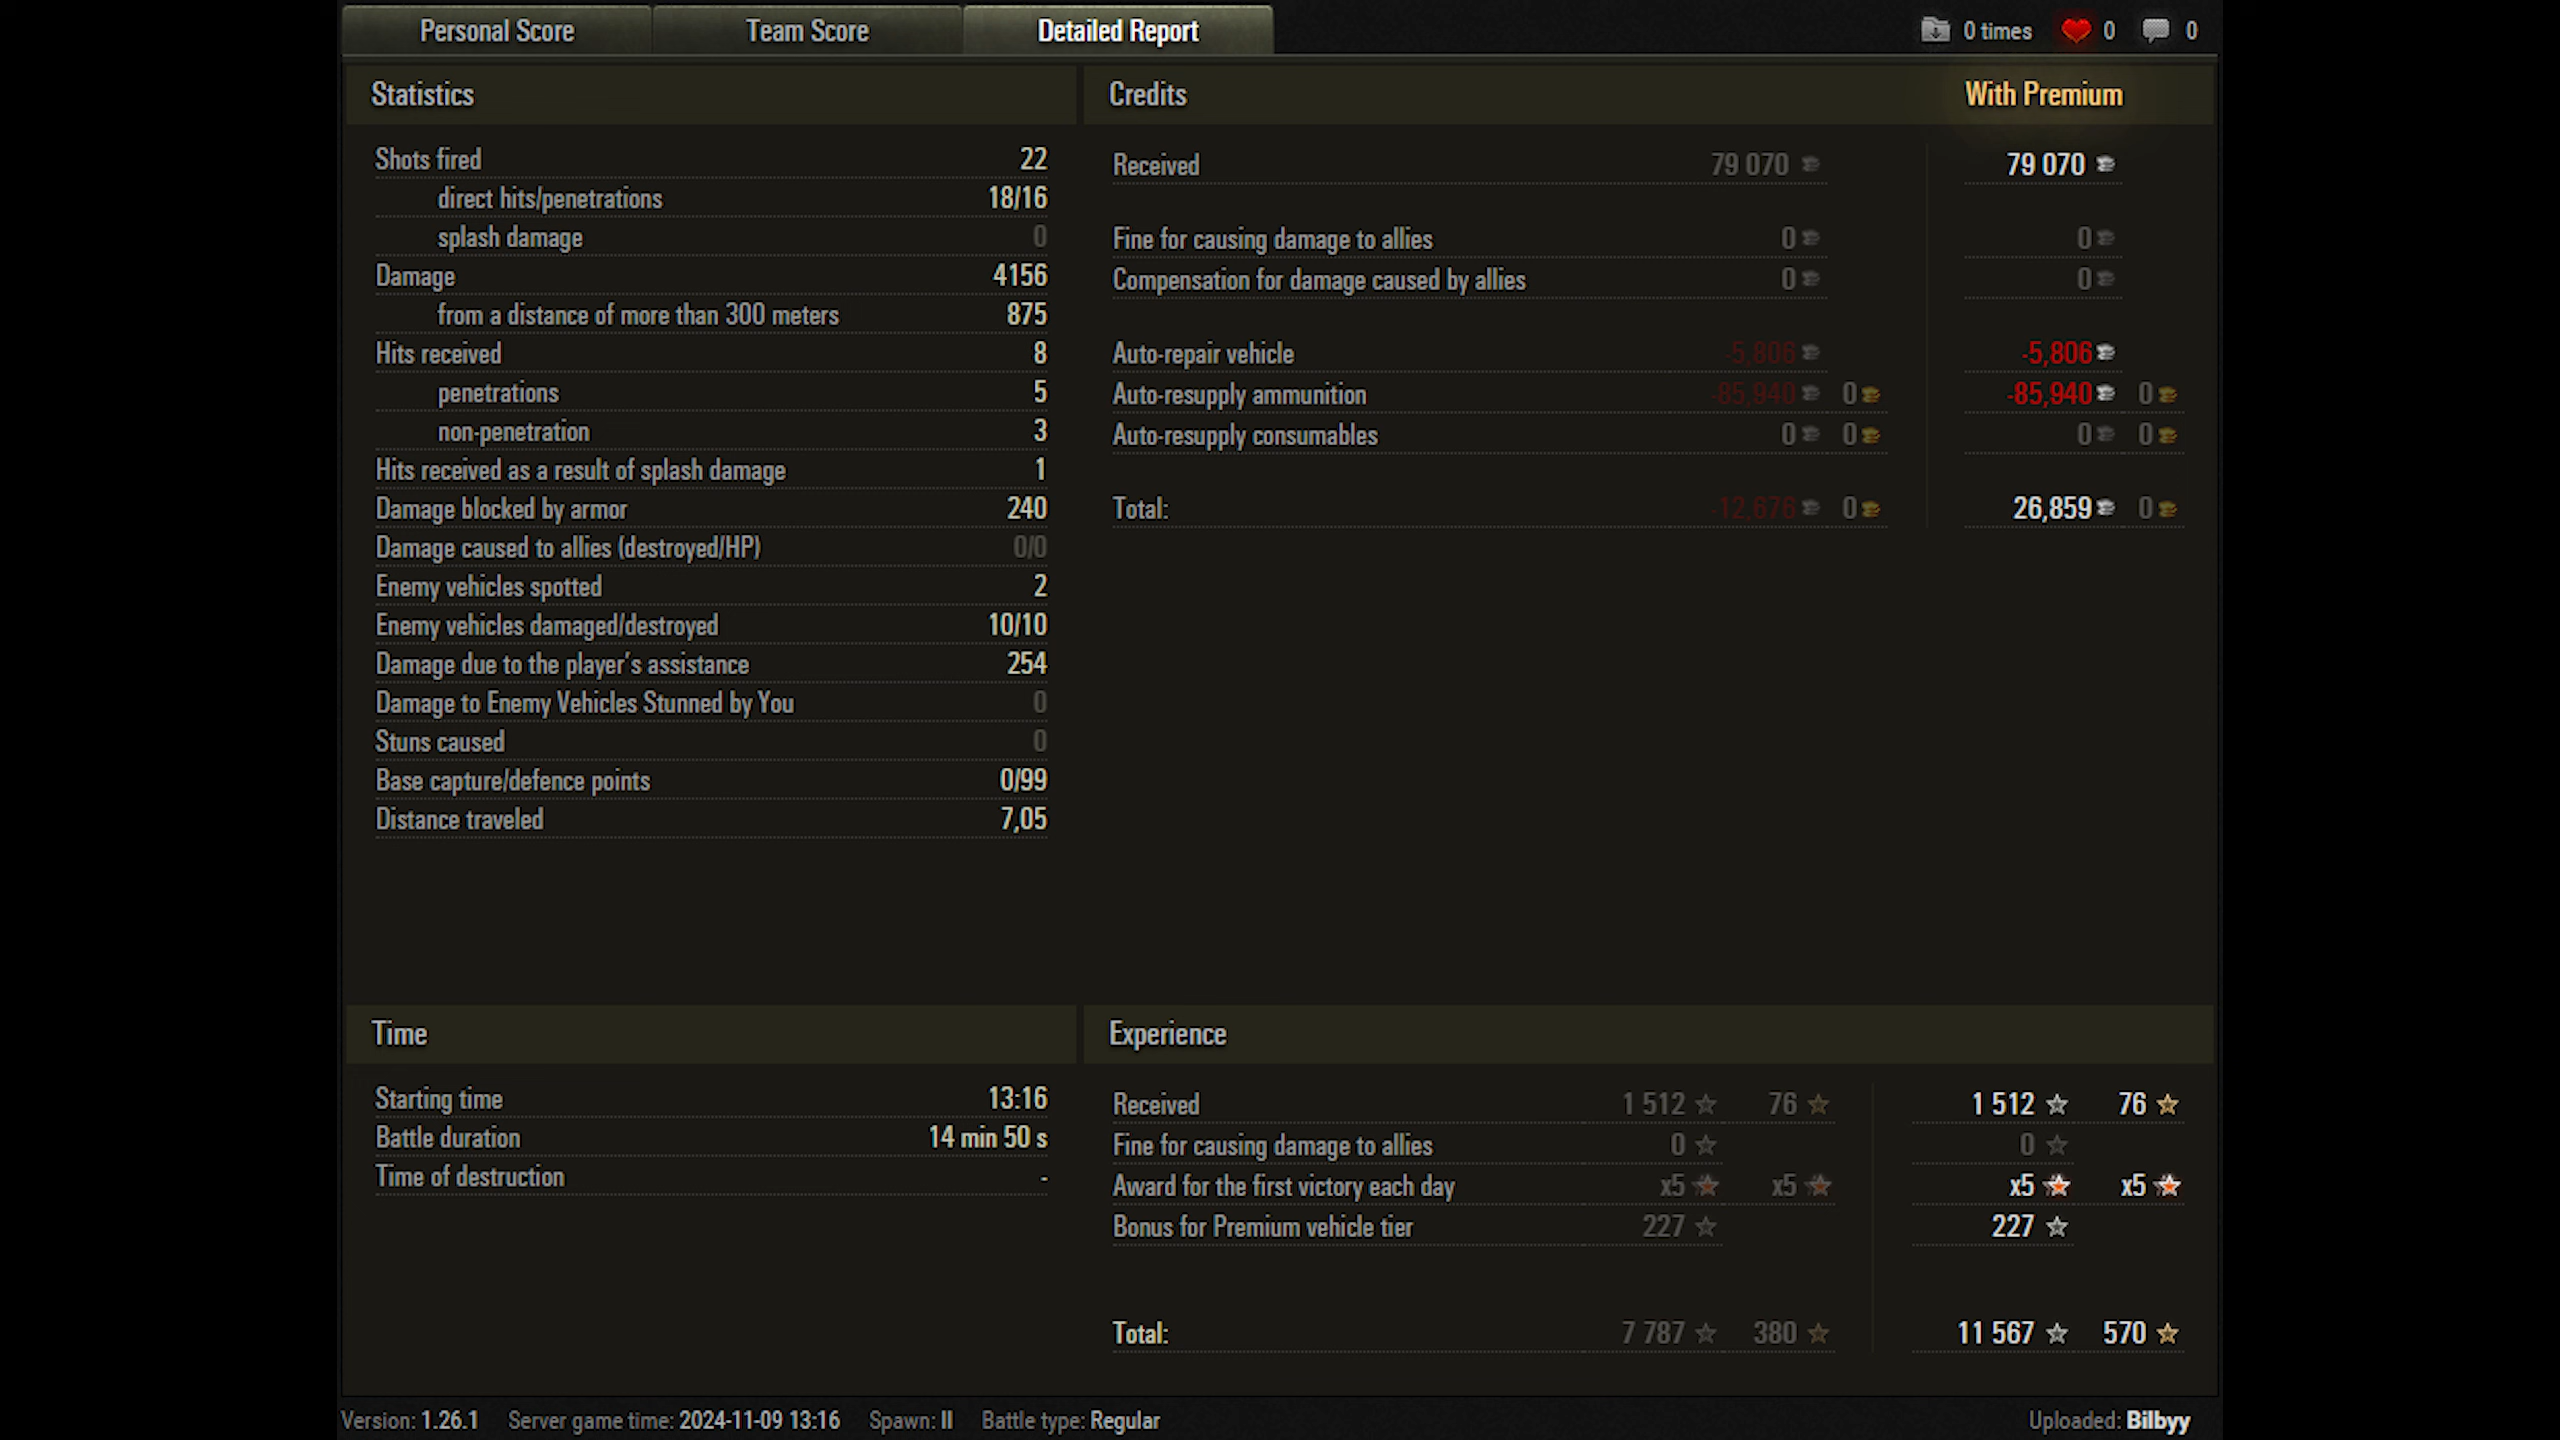 Personal Score Team Score Detailed Report 0 times 0 0
Statistics
Shots fired 22
direct hits/penetrations 18/16
splash damage 0
Damage 4156
from a distance of more than 300 meters 875
Hits received 8
penetrations 5
non-penetration 3
Hits received as a result of splash damage 1
Damage blocked by armor 240
Damage caused to allies (destroyed/HP) 0/0
Enemy vehicles spotted 2
Enemy vehicles damaged/destroyed 10/10
Damage due to the player's assistance 254
Damage to Enemy Vehicles Stunned by You 0
Stuns caused 0
Base capture/defence points 0/99
Distance traveled 7,05
Credits With Premium
Received 79 070 79 070
Fine for causing damage to allies 0 0
Compensation for damage caused by allies 0 0
Auto-repair vehicle -5,806 -5,806
Auto-resupply ammunition -85,940 0 -85,940 0
Auto-resupply consumables 0 0 0 0
Total: -12,676 0 26,859 0
Time
Starting time 13:16
Battle duration 14 min 50 s
Time of destruction -
Experience
Received 1 512 76 1 512 76
Fine for causing damage to allies 0 0
Award for the first victory each day x5 x5 x5 x5
Bonus for Premium vehicle tier 227 227
Total: 7 787 380 11 567 570
Version: 1.26.1 Server game time: 2024-11-09 13:16 Spawn: II Battle type: Regular Uploaded: Bilbyy